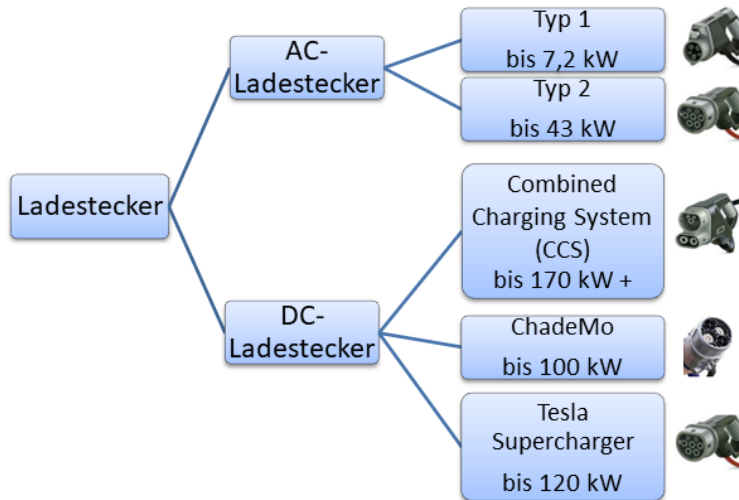 Ladestecker
AC-
Ladestecker
Typ 1
bis 7,2 kW
Typ 2
bis 43 kW
DC-
Ladestecker
Combined
Charging System
(CCS)
bis 170 kW +
ChadeMo
bis 100 kW
Tesla
Supercharger
bis 120 kW